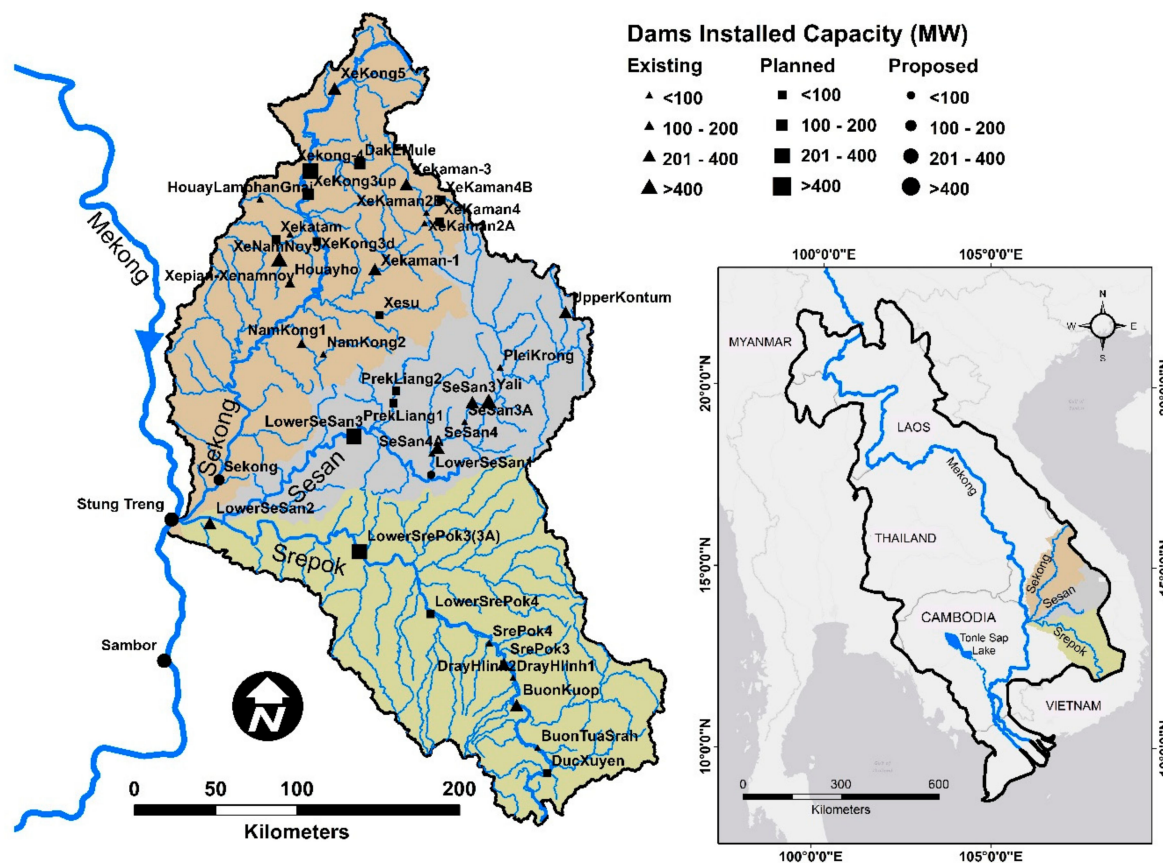 Dams Installed Capacity (MW)
Existing Planned Proposed
<100 <100 <100
100 - 200 100 - 200 100 - 200
201 - 400 201 - 400 201 - 400
>400 >400 >400
XeKong5
Xekong-4
DakEMule
XeKong3up
Xekaman-3
HouayLamphanGnai
XeKaman4B
XeKaman2B
XeKaman4
XeKaman2A
Xekatam
XeKong3d
XeNamNoy5
Xepian-Xenamnoy
Houayho
Xekaman-1
Xesu
UpperKontum
NamKong1
NamKong2
PleiKrong
PrekLiang2
SeSan3
Yali
PrekLiang1
SeSan3A
LowerSeSan3
SeSan4
SeSan4A
LowerSeSan1
Mekong
Sekong
Sekong
Sesan
Stung Treng
LowerSeSan2
LowerSrePok3(3A)
Srepok
LowerSrePok4
SrePok4
SrePok3
Sambor
DrayHlinh2
DrayHlinh1
BuonKuop
BuonTuaSrah
DucXuyen
N
0 50 100 200
Kilometers
100°0'0"E 105°0'0"E
N
W E
S
MYANMAR
20°0'0"N
LAOS
Mekong
THAILAND
Sekong
15°0'0"N
15°0'0"N
Sesan
CAMBODIA
Tonle Sap
Lake
Srepok
VIETNAM
10°0'0"N
0 300 600
Kilometers
100°0'0"E 105°0'0"E